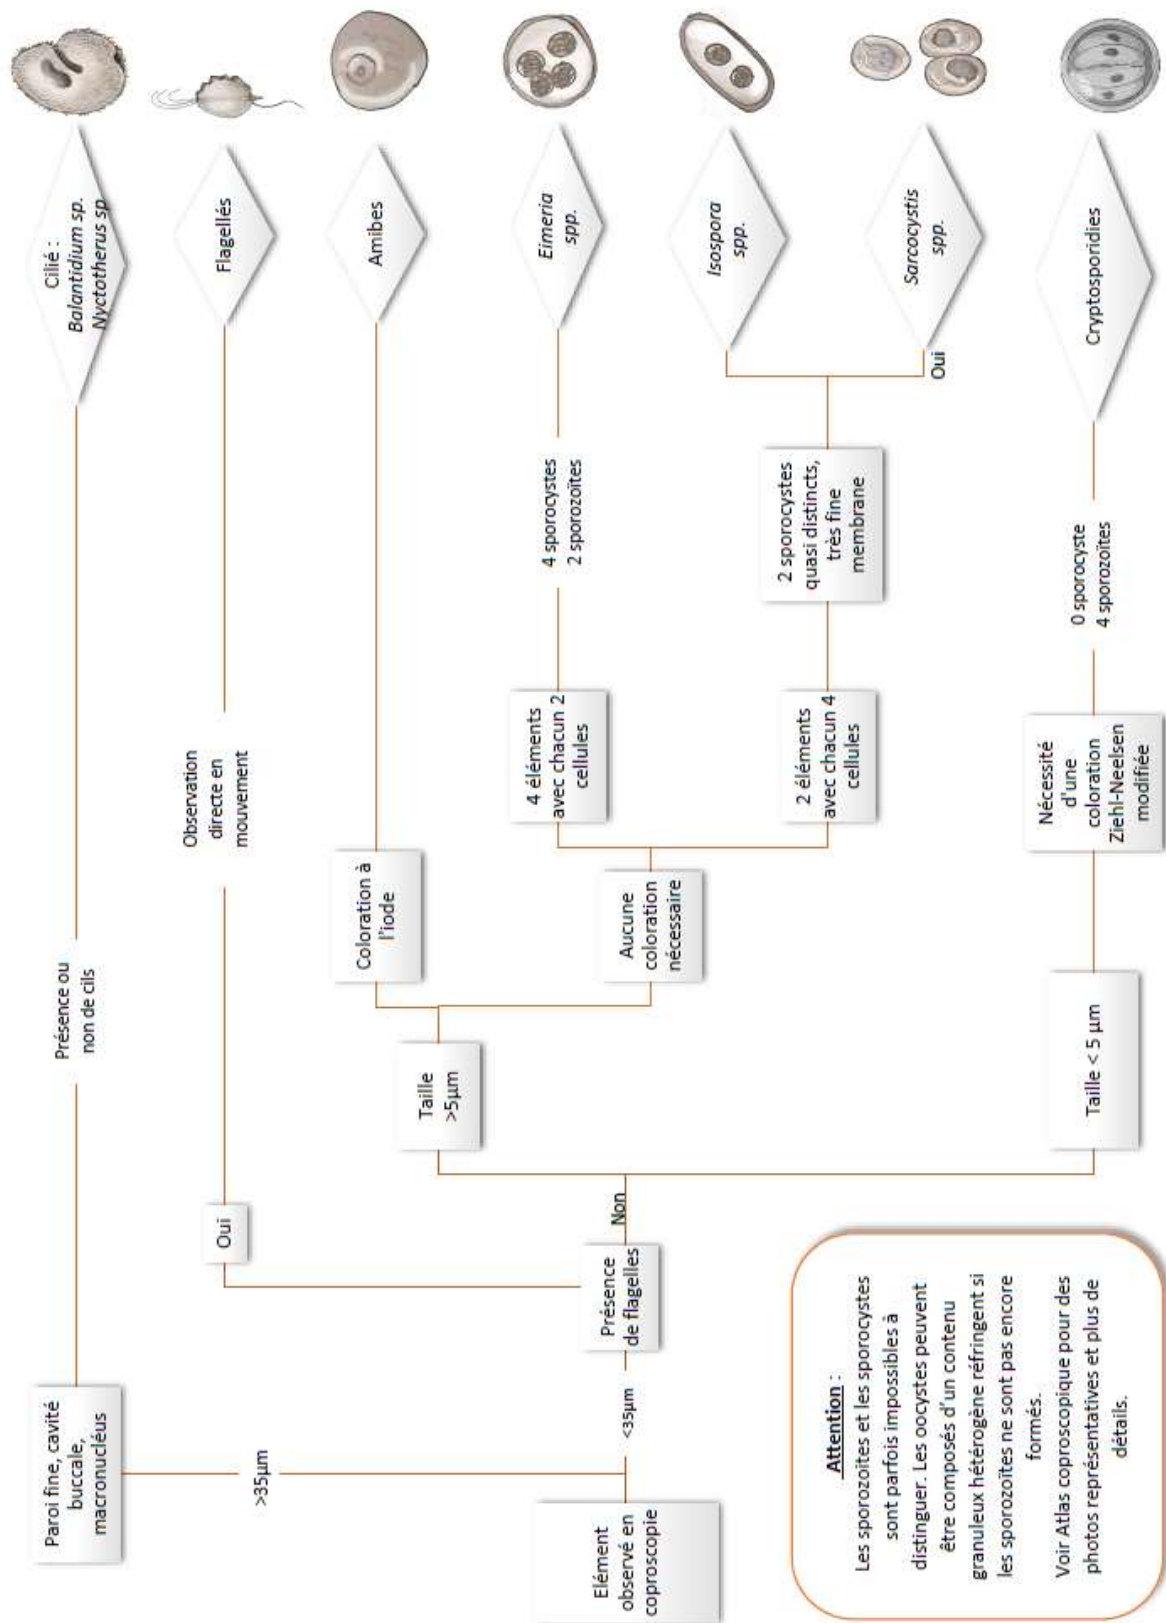 Elément
observé en
coproscopie
>35µm
<35µm
Paroi fine, cavité
buccale,
macronucléus
Présence ou
non de cils
Cilié :
Balantidium sp.
Nyctotherus sp
Présence
de flagelles
Oui
Observation
directe en
mouvement
Flagellés
Non
Taille
>5µm
Coloration à
l'iode
Amibes
Aucune
coloration
nécessaire
4 éléments
avec chacun 2
cellules
4 sporocystes
2 sporozoïtes
Eimeria
spp.
2 éléments
avec chacun 4
cellules
2 sporocystes
quasi distincts,
très fine
membrane
Isospora
spp.
Oui
Sarcocystis
spp.
Taille < 5 µm
Nécessité
d'une
coloration
Ziehl-Neelsen
modifiée
0 sporocyste
4 sporozoïtes
Cryptosporidies
Attention :
Les sporozoïtes et les sporocystes
sont parfois impossibles à
distinguer. Les oocystes peuvent
être composés d'un contenu
granuleux hétérogène réfringent si
les sporozoïtes ne sont pas encore
formés.
Voir Atlas coproscopique pour des
photos représentatives et plus de
détails.